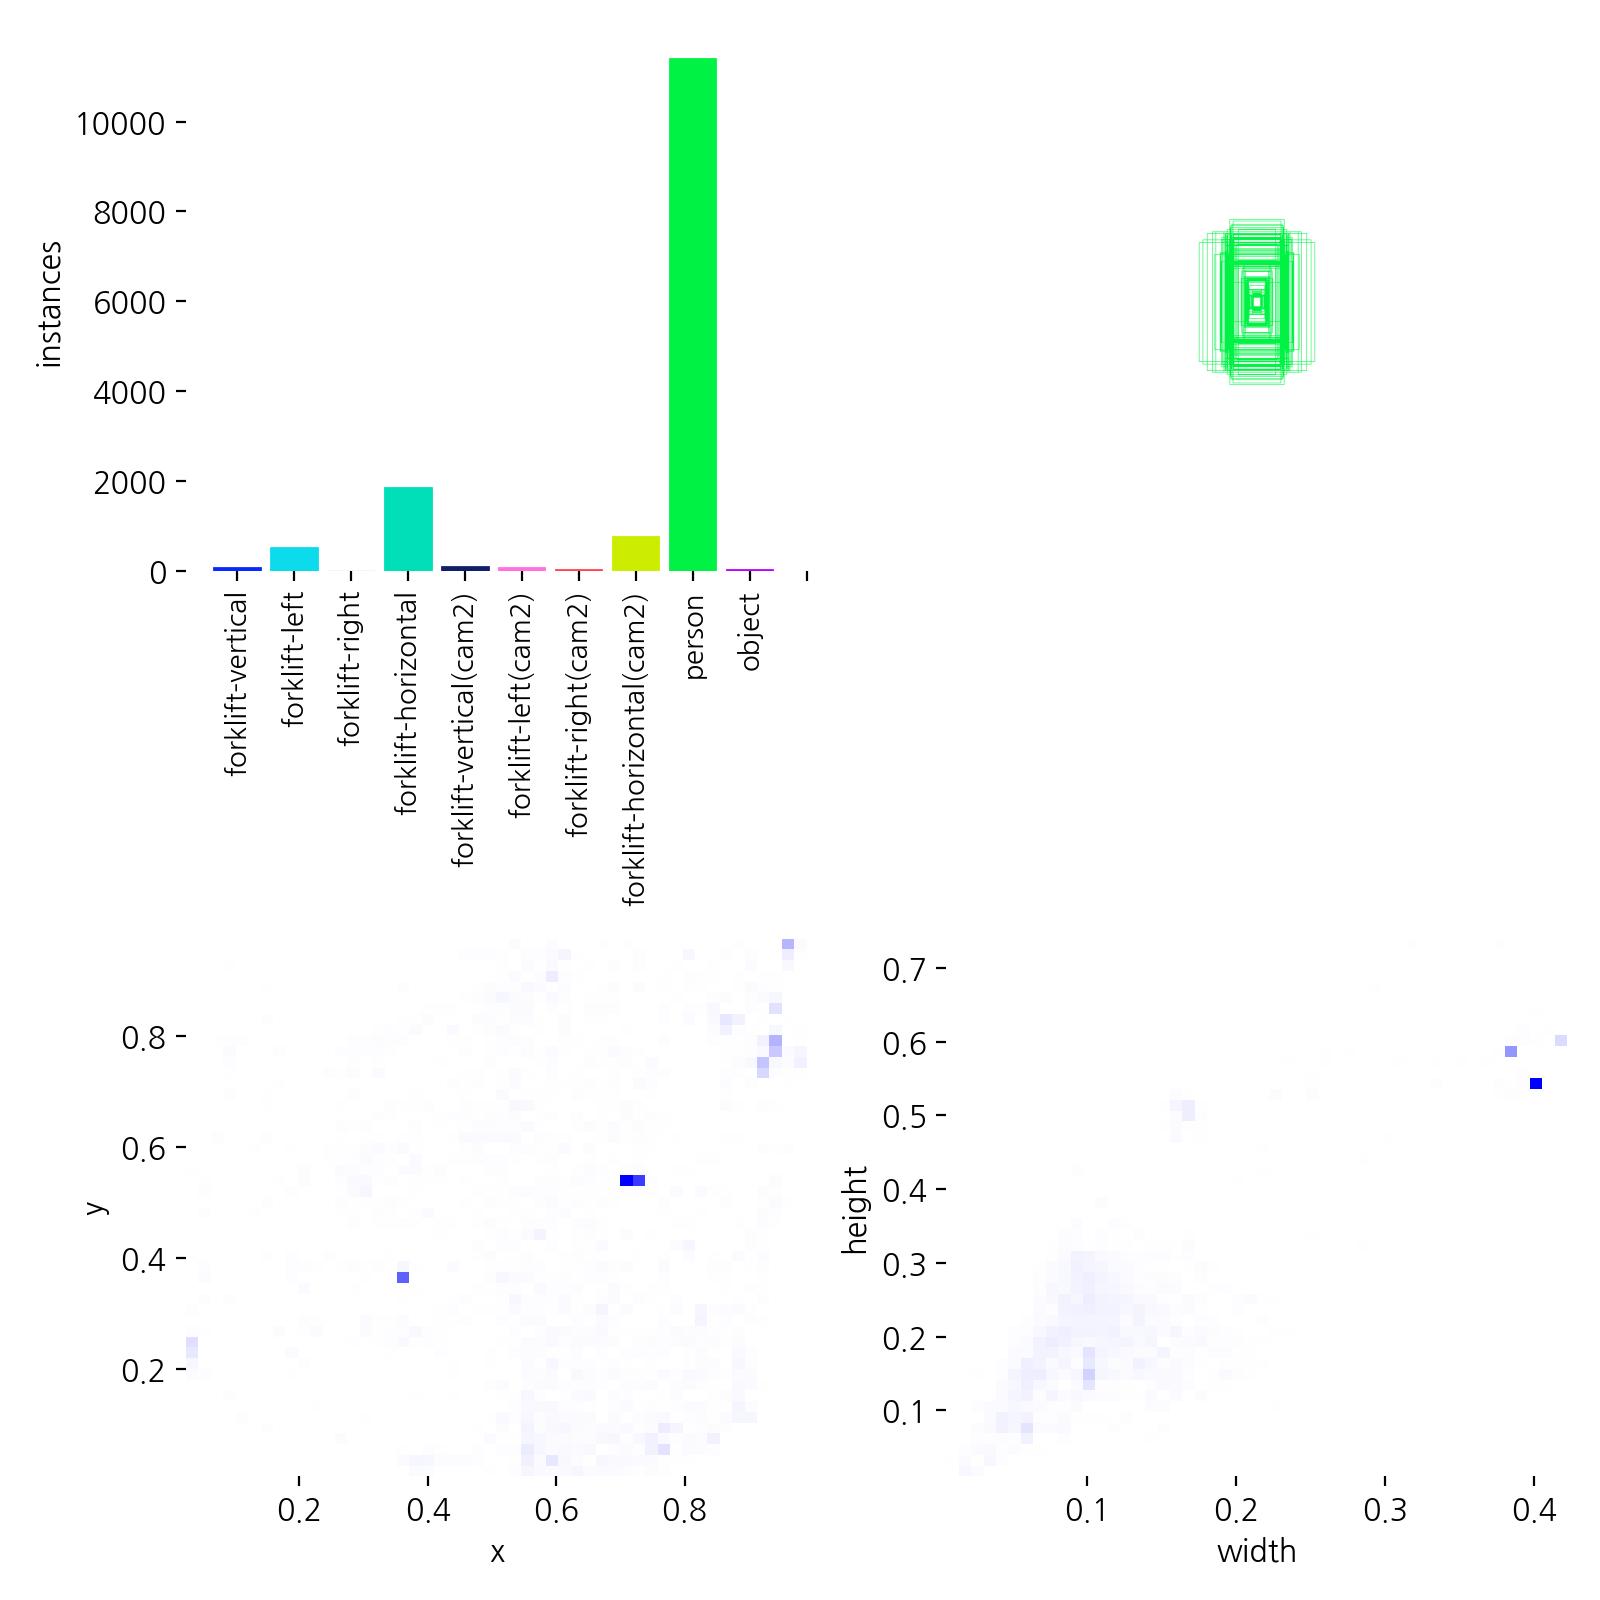 instances
10000
8000
6000
4000
2000
0
forklift-vertical
forklift-left
forklift-right
forklift-horizontal
forklift-vertical(cam2)
forklift-left(cam2)
forklift-right(cam2)
forklift-horizontal(cam2)
person
object
y
0.8
0.6
0.4
0.2
0.2 0.4 0.6 0.8
x
height
0.7
0.6
0.5
0.4
0.3
0.2
0.1
0.1 0.2 0.3 0.4
width